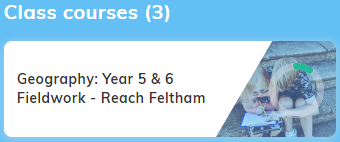 Class courses (3)
Geography: Year 5 & 6
Fieldwork - Reach Feltham